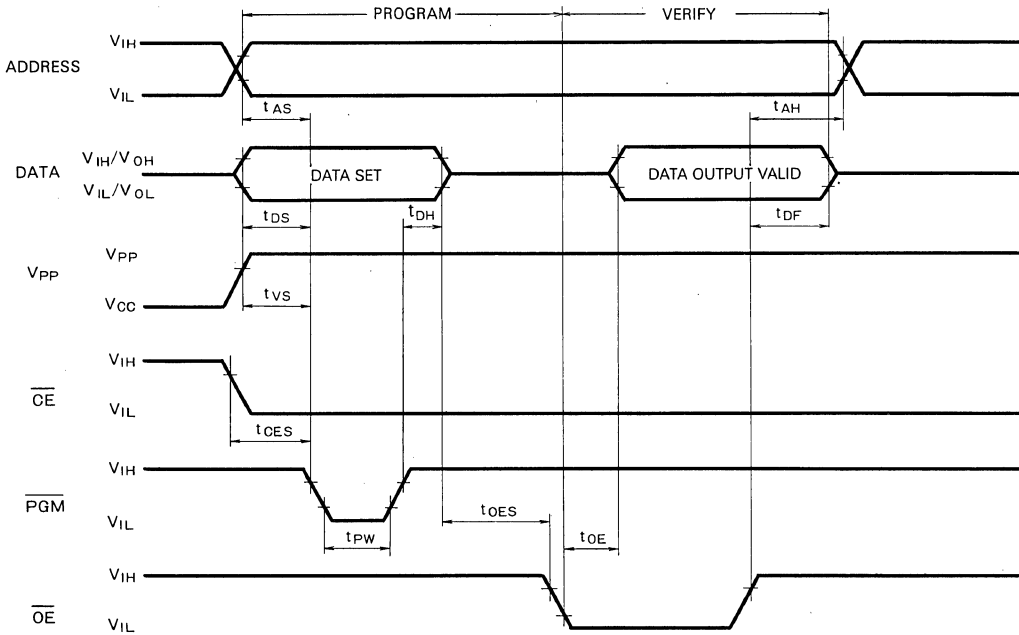 PROGRAM VERIFY
VIH
ADDRESS
VIL
tAS
tAH
VIH/VOH
DATA
VIL/VOL
DATA SET
DATA OUTPUT VALID
tDS
tDH
tDF
VPP
VPP
VCC
tVS
VIH
CE
VIL
tCES
VIH
PGM
VIL
tPW
tOES
tOE
VIH
OE
VIL